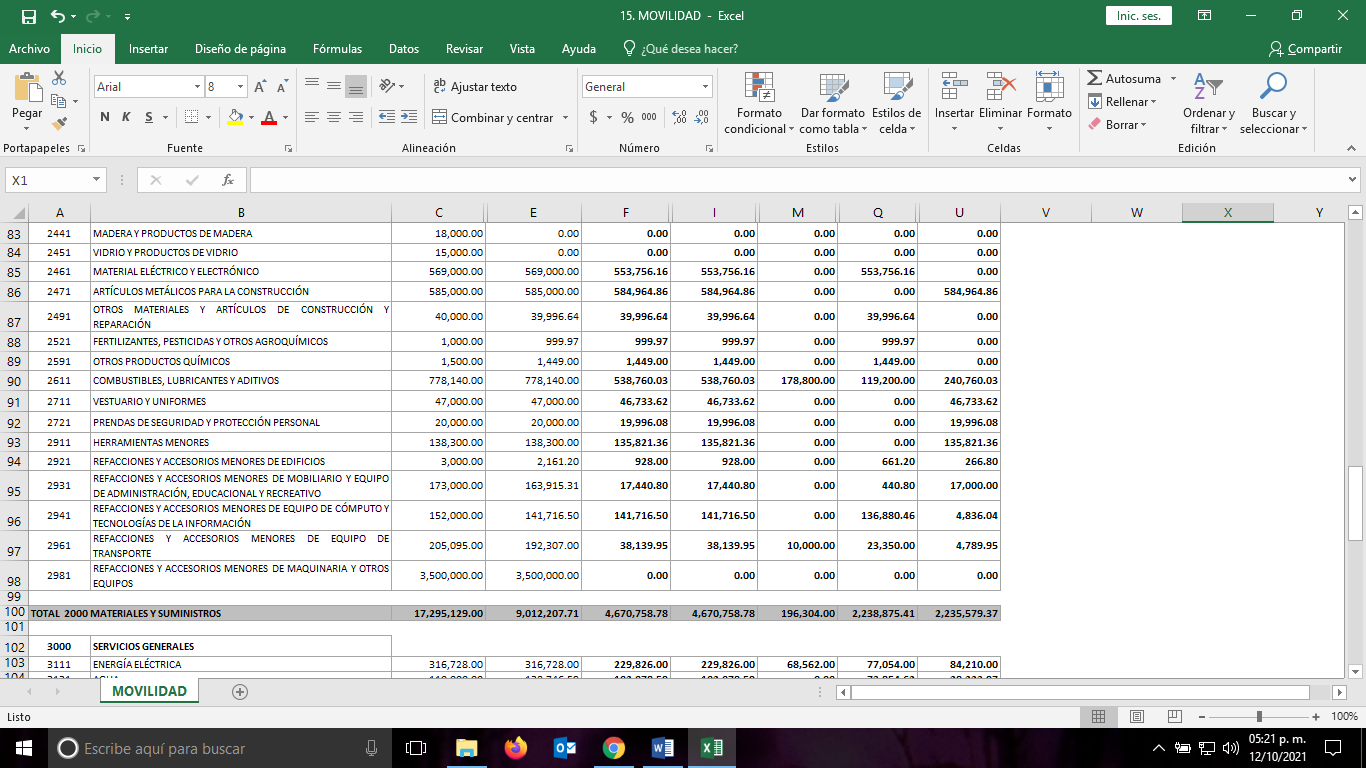 15. MOVILIDAD - Excel
Inic. ses.
Archivo Inicio Insertar Diseño de página Fórmulas Datos Revisar Vista Ayuda ¿Qué desea hacer? Compartir
Pegar
Arial 8
Ajustar texto
General
Combinar y centrar
Formato condicional
Dar formato como tabla
Estilos de celda
Insertar Eliminar Formato
Autosuma
Rellenar
Borrar
Ordenar y filtrar
Buscar y seleccionar
N K S
$ % 000
Portapapeles Fuente Alineación Número Estilos Celdas Edición
X1 fx
A B C E F I M Q U V W X Y
83 2441 MADERA Y PRODUCTOS DE MADERA 18,000.00 0.00 0.00 0.00 0.00 0.00 0.00
84 2451 VIDRIO Y PRODUCTOS DE VIDRIO 15,000.00 0.00 0.00 0.00 0.00 0.00 0.00
85 2461 MATERIAL ELÉCTRICO Y ELECTRÓNICO 569,000.00 569,000.00 553,756.16 553,756.16 0.00 553,756.16 0.00
86 2471 ARTÍCULOS METÁLICOS PARA LA CONSTRUCCIÓN 585,000.00 585,000.00 584,964.86 584,964.86 0.00 0.00 584,964.86
87 2491 OTROS MATERIALES Y ARTÍCULOS DE CONSTRUCCIÓN Y
REPARACIÓN 40,000.00 39,996.64 39,996.64 39,996.64 0.00 39,996.64 0.00
88 2521 FERTILIZANTES, PESTICIDAS Y OTROS AGROQUÍMICOS 1,000.00 999.97 999.97 999.97 0.00 999.97 0.00
89 2591 OTROS PRODUCTOS QUÍMICOS 1,500.00 1,449.00 1,449.00 1,449.00 0.00 1,449.00 0.00
90 2611 COMBUSTIBLES, LUBRICANTES Y ADITIVOS 778,140.00 778,140.00 538,760.03 538,760.03 178,800.00 119,200.00 240,760.03
91 2711 VESTUARIO Y UNIFORMES 47,000.00 47,000.00 46,733.62 46,733.62 0.00 0.00 46,733.62
92 2721 PRENDAS DE SEGURIDAD Y PROTECCIÓN PERSONAL 20,000.00 20,000.00 19,996.08 19,996.08 0.00 0.00 19,996.08
93 2911 HERRAMIENTAS MENORES 138,300.00 138,300.00 135,821.36 135,821.36 0.00 0.00 135,821.36
94 2921 REFACCIONES Y ACCESORIOS MENORES DE EDIFICIOS 3,000.00 2,161.20 928.00 928.00 0.00 661.20 266.80
95 2931 REFACCIONES Y ACCESORIOS MENORES DE MOBILIARIO Y EQUIPO
DE ADMINISTRACIÓN, EDUCACIONAL Y RECREATIVO 173,000.00 163,915.31 17,440.80 17,440.80 0.00 440.80 17,000.00
96 2941 REFACCIONES Y ACCESORIOS MENORES DE EQUIPO DE CÓMPUTO Y
TECNOLOGÍAS DE LA INFORMACIÓN 152,000.00 141,716.50 141,716.50 141,716.50 0.00 136,880.46 4,836.04
97 2961 REFACCIONES Y ACCESORIOS MENORES DE EQUIPO DE
TRANSPORTE 205,095.00 192,307.00 38,139.95 38,139.95 10,000.00 23,350.00 4,789.95
98 2981 REFACCIONES Y ACCESORIOS MENORES DE MAQUINARIA Y OTROS
EQUIPOS 3,500,000.00 3,500,000.00 0.00 0.00 0.00 0.00 0.00
99
100 TOTAL 2000 MATERIALES Y SUMINISTROS 17,295,129.00 9,012,207.71 4,670,758.78 4,670,758.78 196,304.00 2,238,875.41 2,235,579.37
101
102 3000 SERVICIOS GENERALES
103 3111 ENERGÍA ELÉCTRICA 316,728.00 316,728.00 229,826.00 229,826.00 68,562.00 77,054.00 84,210.00
MOVILIDAD
Listo 100%
Escribe aquí para buscar
05:21 p. m.
12/10/2021